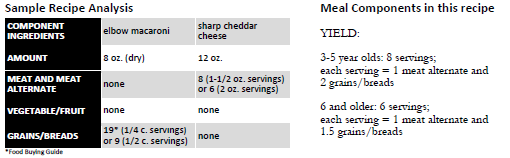 Sample Recipe Analysis
COMPONENT INGREDIENTS
elbow macaroni
sharp cheddar cheese
AMOUNT
8 oz. (dry)
12 oz.
MEAT AND MEAT ALTERNATE
none
8 (1-1/2 oz. servings)
or 6 (2 oz. servings)
VEGETABLE/FRUIT
none
none
GRAINS/BREADS
19* (1/4 c. servings)
or 9 (1/2 c. servings)
none
*Food Buying Guide
Meal Components in this recipe
YIELD:
3-5 year olds: 8 servings;
each serving = 1 meat alternate and
2 grains/breads
6 and older: 6 servings;
each serving = 1 meat alternate and
1.5 grains/breads